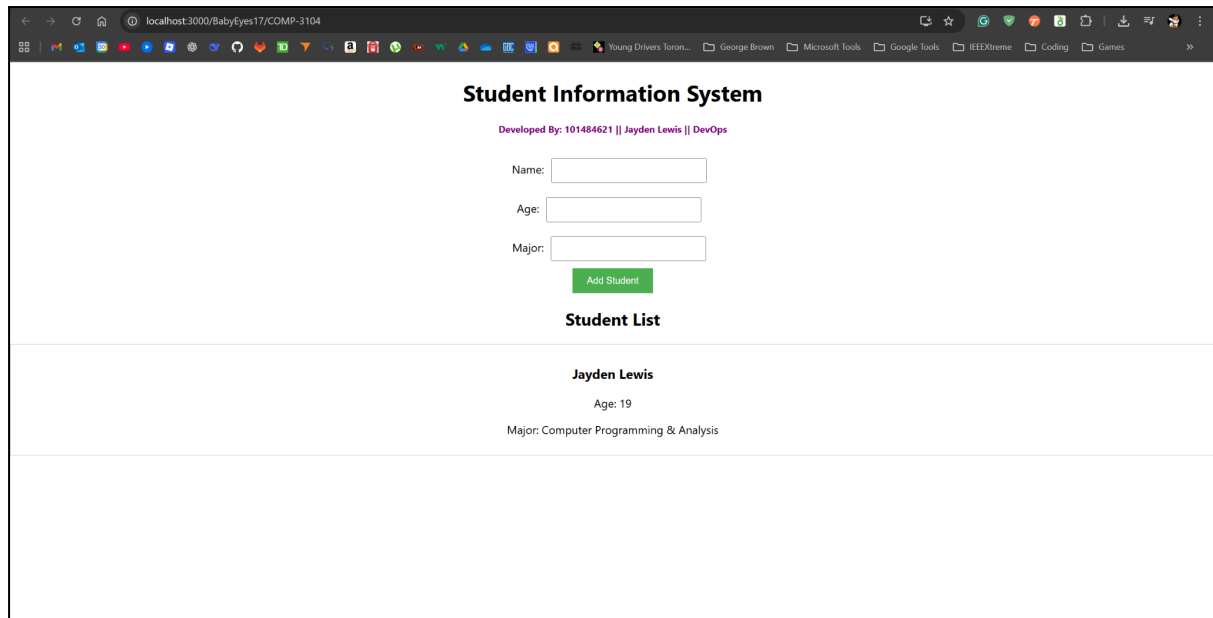 localhost:3000/BabyEyes17/COMP-3104
Young Drivers Toron... George Brown Microsoft Tools Google Tools IEEEXtreme Coding Games »
Student Information System
Developed By: 101484621 || Jayden Lewis || DevOps
Name:
Age:
Major:
Add Student
Student List
Jayden Lewis
Age: 19
Major: Computer Programming & Analysis